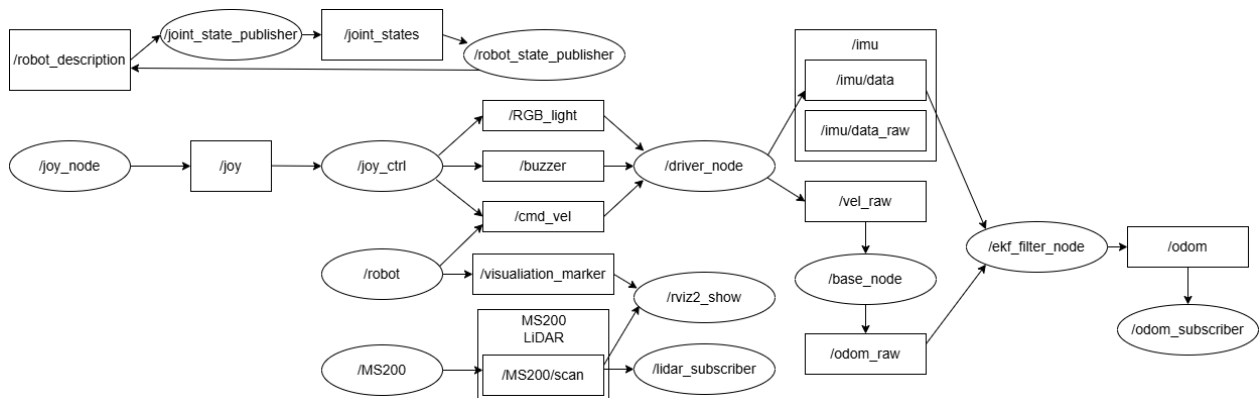 /joint_state_publisher
/joint_states
/robot_description
/robot_state_publisher
/imu
/imu/data
/imu/data_raw
/RGB_light
/joy_node
/joy
/joy_ctrl
/buzzer
/driver_node
/cmd_vel
/vel_raw
/robot
/visualiation_marker
/rviz2_show
/base_node
/ekf_filter_node
/odom
MS200
LiDAR
/MS200
/MS200/scan
/lidar_subscriber
/odom_raw
/odom_subscriber